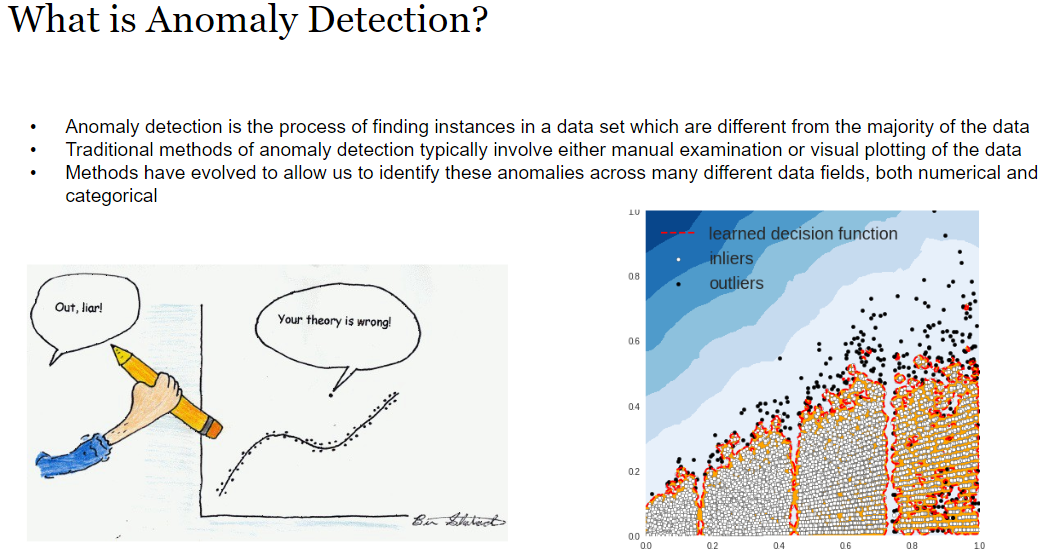 What is Anomaly Detection?
• Anomaly detection is the process of finding instances in a data set which are different from the majority of the data
• Traditional methods of anomaly detection typically involve either manual examination or visual plotting of the data
• Methods have evolved to allow us to identify these anomalies across many different data fields, both numerical and
categorical
Out, liar!
Your theory is wrong!
1.0
learned decision function
inliers
outliers
0.8
0.6
0.4
0.2
0.0
0.0 0.2 0.4 0.6 0.8 1.0